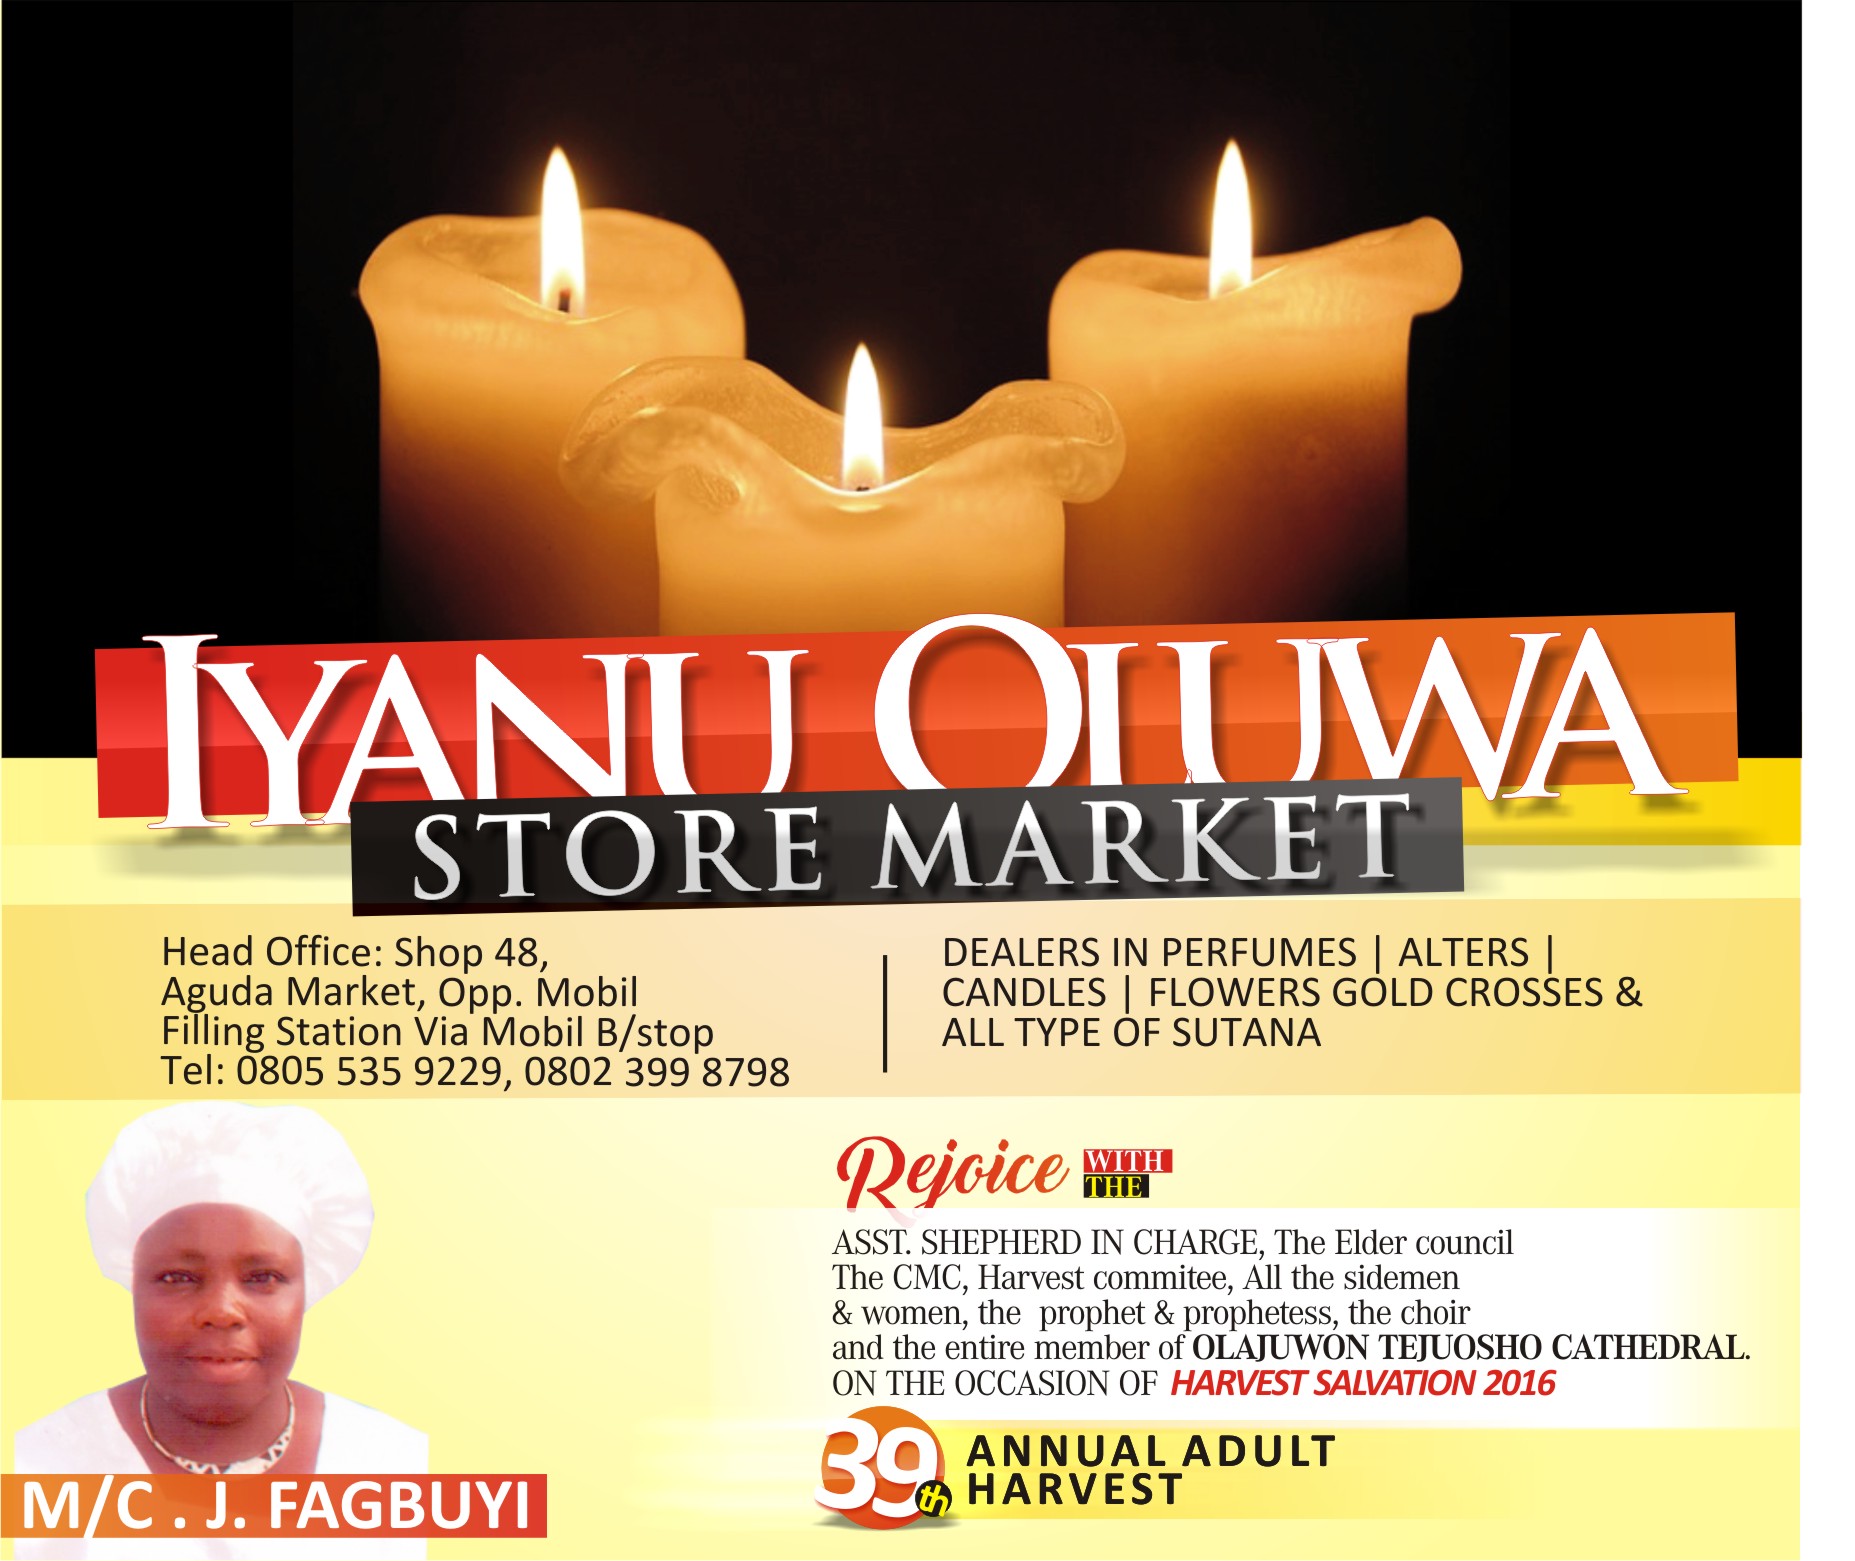 IYANU OLUWA
STORE MARKET
Head Office: Shop 48,
Aguda Market, Opp. Mobil
Filling Station Via Mobil B/stop
Tel: 0805 535 9229, 0802 399 8798
DEALERS IN PERFUMES | ALTERS |
CANDLES | FLOWERS GOLD CROSSES &
ALL TYPE OF SUTANA
Rejoice WITH THE
ASST. SHEPHERD IN CHARGE, The Elder council
The CMC, Harvest commitee, All the sidemen
& women, the prophet & prophetess, the choir
and the entire member of OLAJUWON TEJUOSHO CATHEDRAL.
ON THE OCCASION OF HARVEST SALVATION 2016
39th ANNUAL ADULT
HARVEST
M/C . J. FAGBUYI